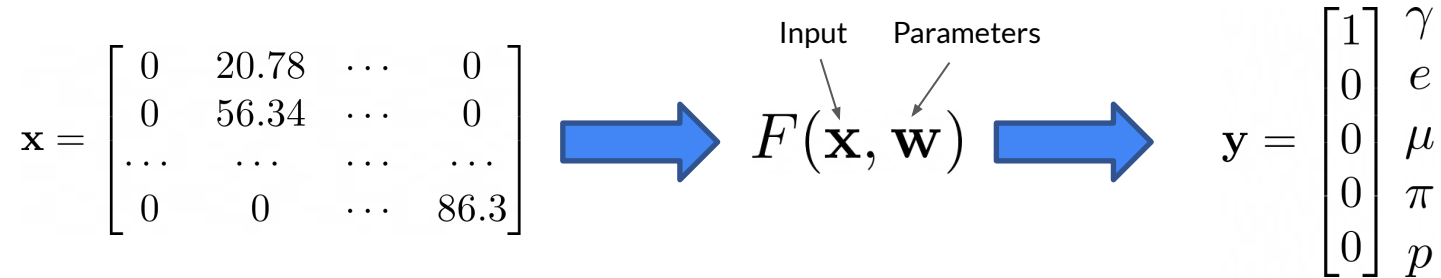 Input Parameters
x = [ 0 20.78 ⋯ 0
0 56.34 ⋯ 0
⋯ ⋯ ⋯ ⋯
0 0 ⋯ 86.3 ]
F(x, w)
y = [ 1 γ
0 e
0 μ
0 π
0 ] p